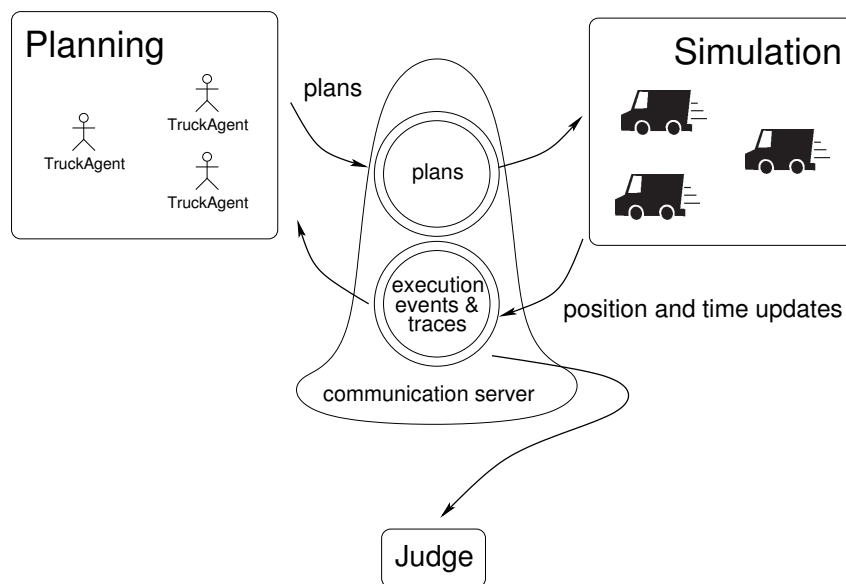 Planning
Simulation
TruckAgent
TruckAgent
TruckAgent
plans
plans
execution
events &
traces
position and time updates
communication server
Judge